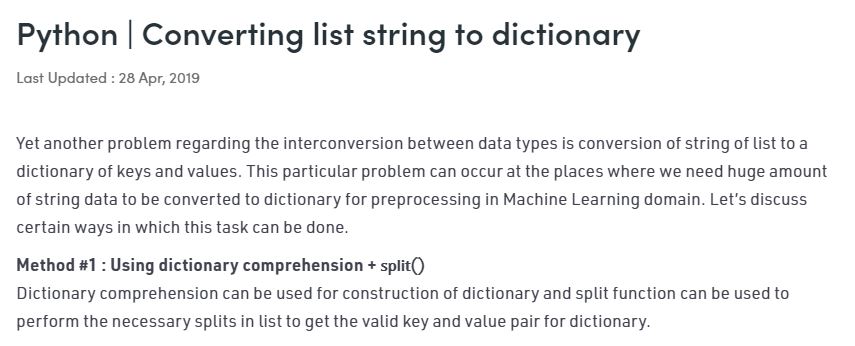 Python | Converting list string to dictionary
Last Updated : 28 Apr, 2019
Yet another problem regarding the interconversion between data types is conversion of string of list to a
dictionary of keys and values. This particular problem can occur at the places where we need huge amount
of string data to be converted to dictionary for preprocessing in Machine Learning domain. Let’s discuss
certain ways in which this task can be done.
Method #1 : Using dictionary comprehension + split()
Dictionary comprehension can be used for construction of dictionary and split function can be used to
perform the necessary splits in list to get the valid key and value pair for dictionary.